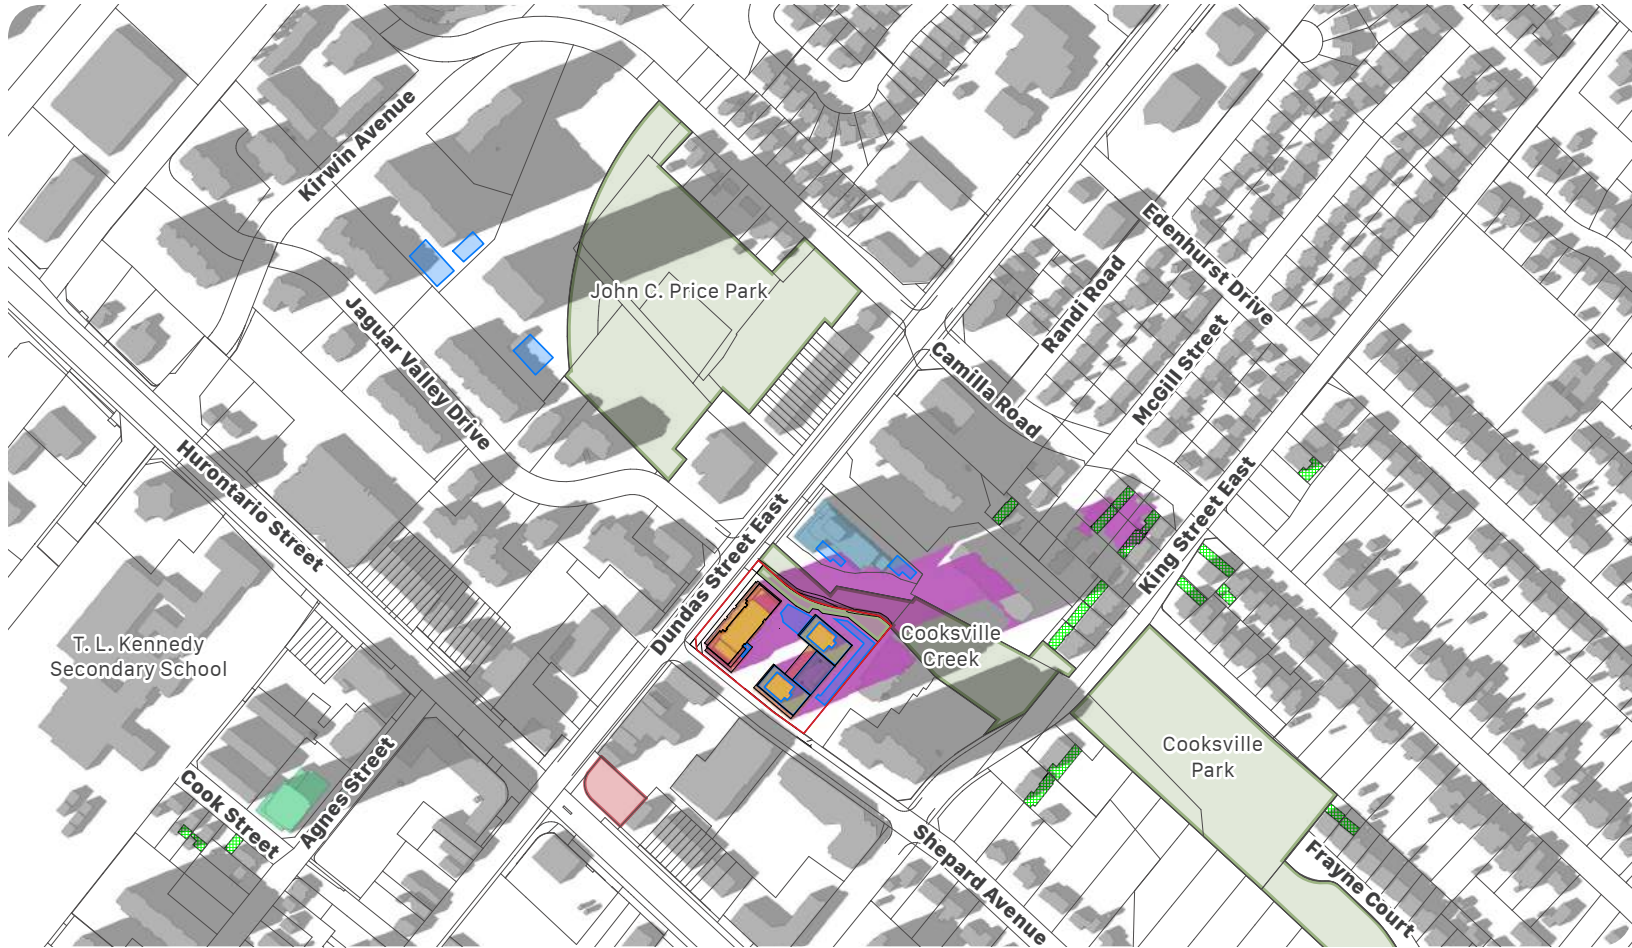 Kirwin Avenue
Edenhurst Drive
Randi Road
John C. Price Park
McGill Street
Jaguar Valley Drive
Camilla Road
Hurontario Street
King Street East
Dundas Street East
T. L. Kennedy
Secondary School
Cooksville
Creek
Cooksville
Park
Cook Street
Agnes Street
Shepard Avenue
Frayne Court